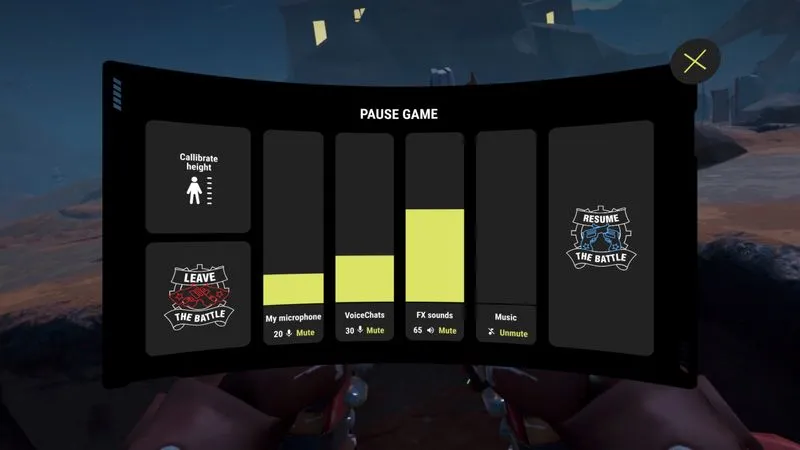 PAUSE GAME
Callibrate
height
LEAVE
THE BATTLE
My microphone
20 Mute
VoiceChats
30 Mute
FX sounds
65 Mute
Music
Unmute
RESUME
THE BATTLE